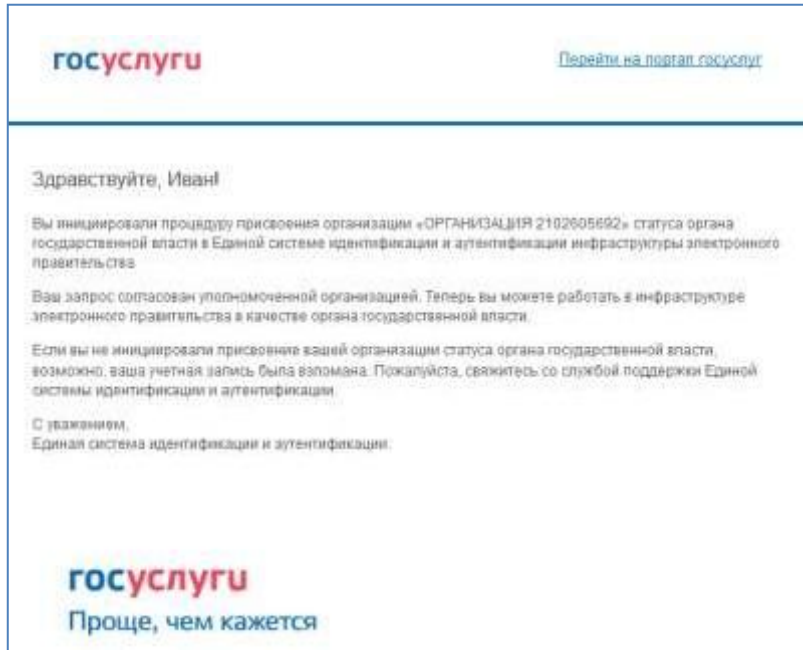 госуслуги
Перейти на портал госуслуг
Здравствуйте, Иван!
Вы инициировали процедуру присвоения организации «ОРГАНИЗАЦИЯ 2102605692» статуса органа
государственной власти в Единой системе идентификации и аутентификации инфраструктуры электронного
правительства.
Ваш запрос согласован уполномоченной организацией. Теперь вы можете работать в инфраструктуре
электронного правительства в качестве органа государственной власти.
Если вы не инициировали присвоение вашей организации статуса органа государственной власти,
возможно, ваша учетная запись была взломана. Пожалуйста, свяжитесь со службой поддержки Единой
системы идентификации и аутентификации.
С уважением,
Единая система идентификации и аутентификации.
госуслуги
Проще, чем кажется